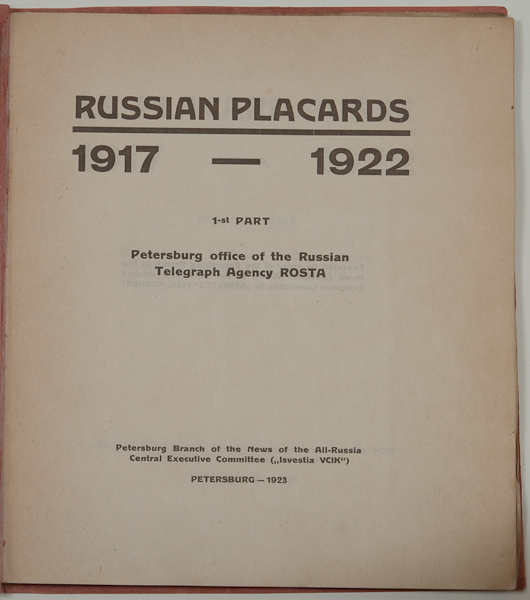 RUSSIAN PLACARDS
1917 — 1922
1-st PART
Petersburg office of the Russian
Telegraph Agency ROSTA
Petersburg Branch of the News of the All-Russia
Central Executive Committee („Isvestia VCIK“)
PETERSBURG — 1923